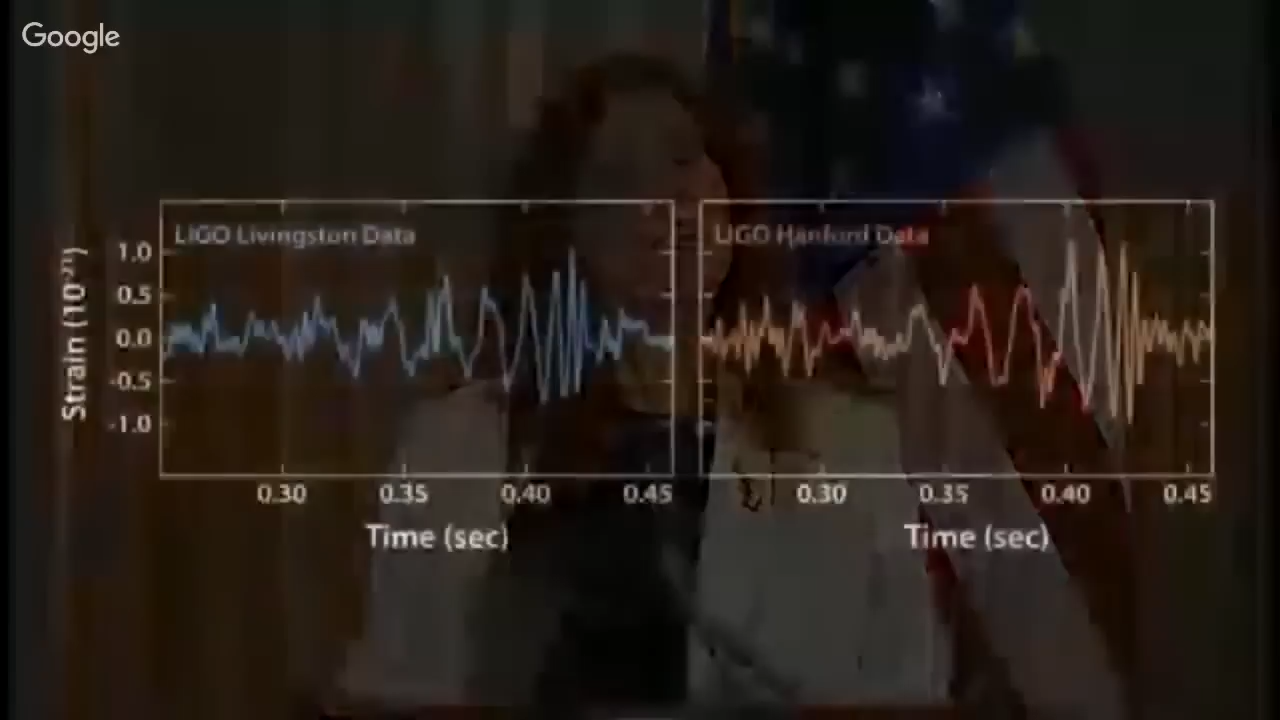 Google
LIGO Livingston Data
LIGO Hanford Data
Strain (10⁻²¹)
1.0
0.5
0.0
-0.5
-1.0
0.30 0.35 0.40 0.45
0.30 0.35 0.40 0.45
Time (sec)
Time (sec)